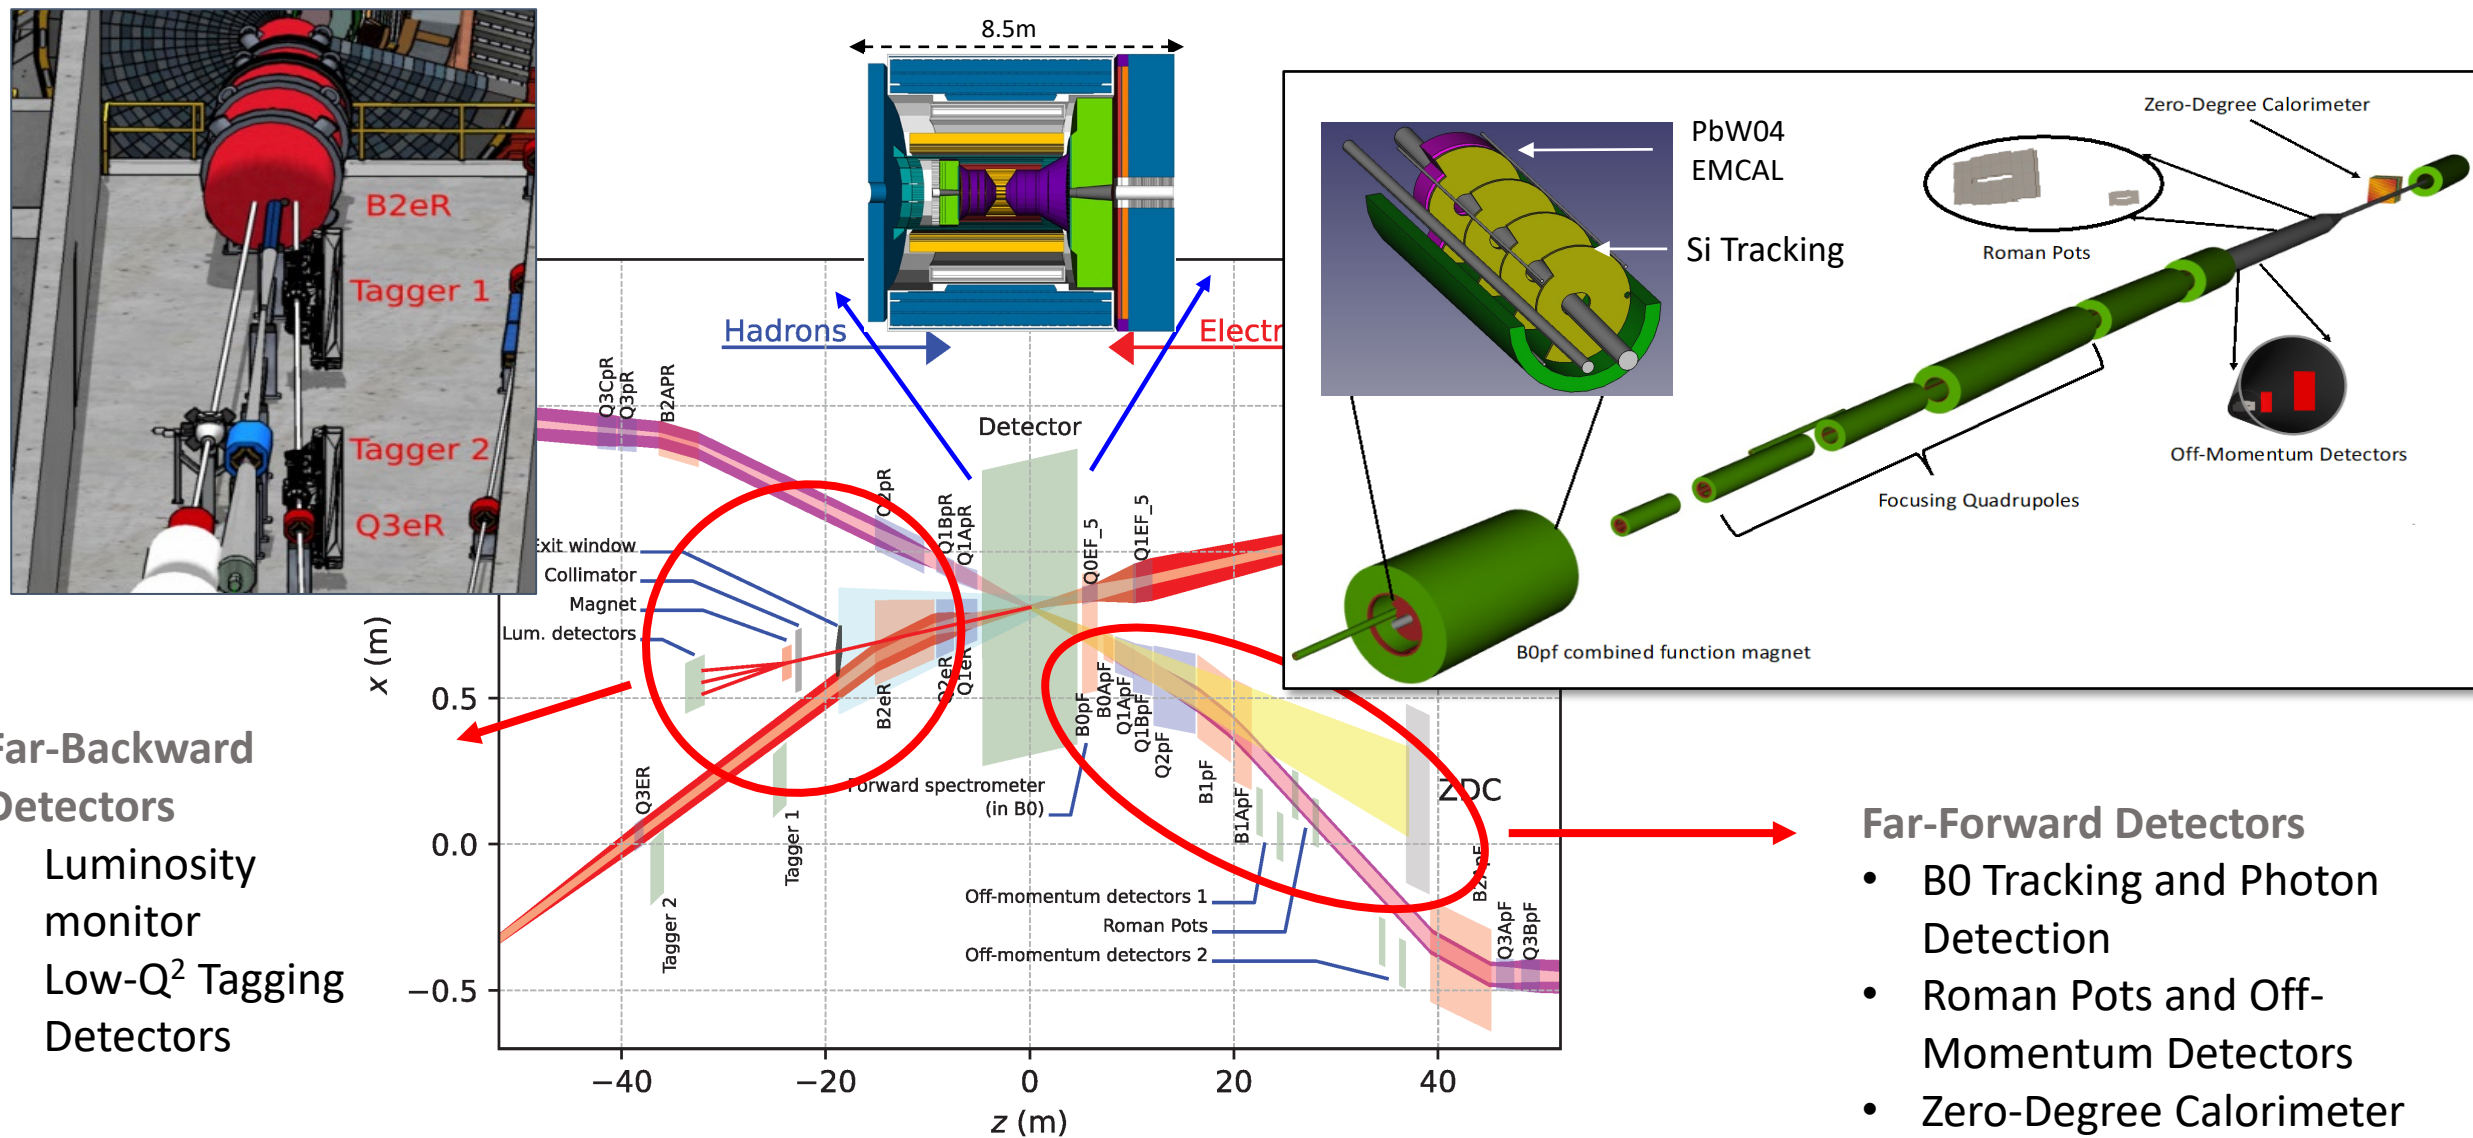 8.5m
B2eR
Tagger 1
Tagger 2
Q3eR
PbW04
EMCAL
Si Tracking
Zero-Degree Calorimeter
Roman Pots
Off-Momentum Detectors
Focusing Quadrupoles
B0pf combined function magnet
Hadrons
Electr
Detector
Q3CpR
Q3pR
B2APR
Q2pR
Q1BpR
Q1ApR
Q0EF_5
Q1EF_5
Exit window
Collimator
Magnet
Lum. detectors
B2eR
Q2eR
Q1eR
B0pF
B0ApF
Q1ApF
Q1BpF
Q2pF
B1pF
B1ApF
Q3ER
Tagger 1
Tagger 2
Forward spectrometer
(in B0)
ZDC
Off-momentum detectors 1
Roman Pots
Off-momentum detectors 2
B2ApF
Q3ApF
Q3BpF
x (m)
0.5
0.0
−0.5
−40
−20
0
20
40
z (m)
Far-Backward
Detectors
Luminosity
monitor
Low-Q² Tagging
Detectors
Far-Forward Detectors
• B0 Tracking and Photon
Detection
• Roman Pots and Off-
Momentum Detectors
• Zero-Degree Calorimeter